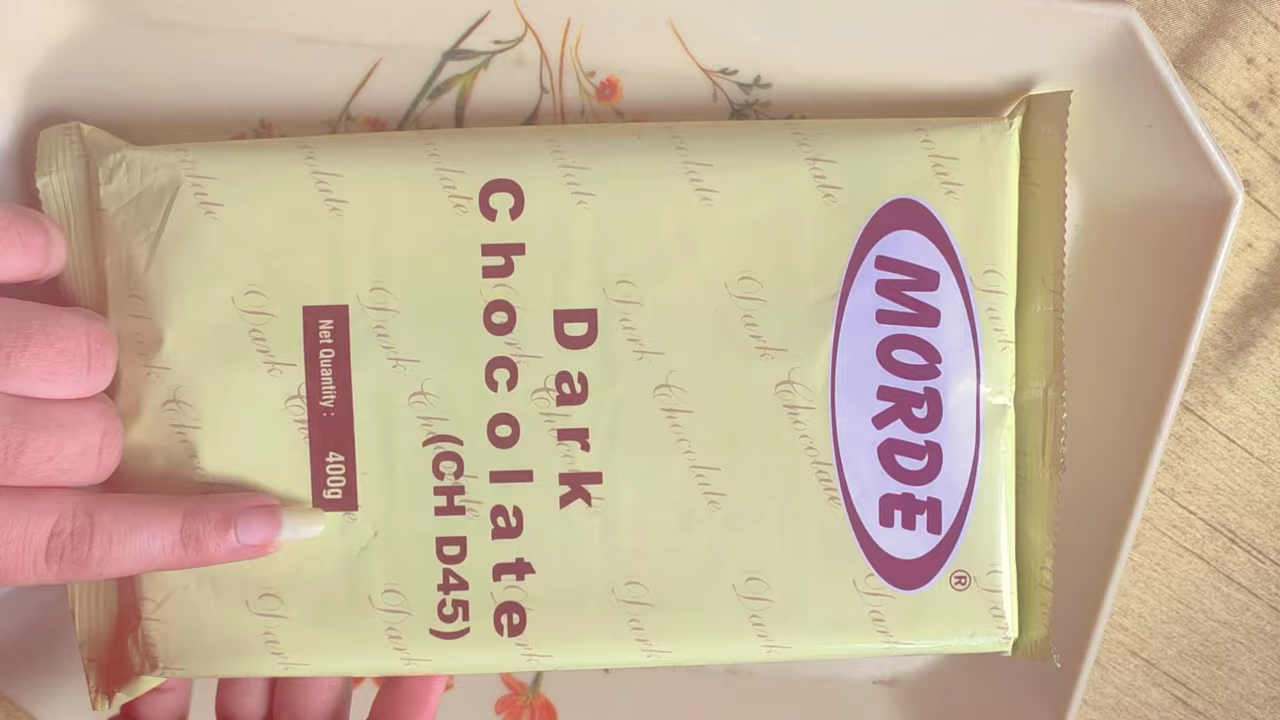 MORDE®
Dark
Chocolate
(CH D45)
Net Quantity : 400g